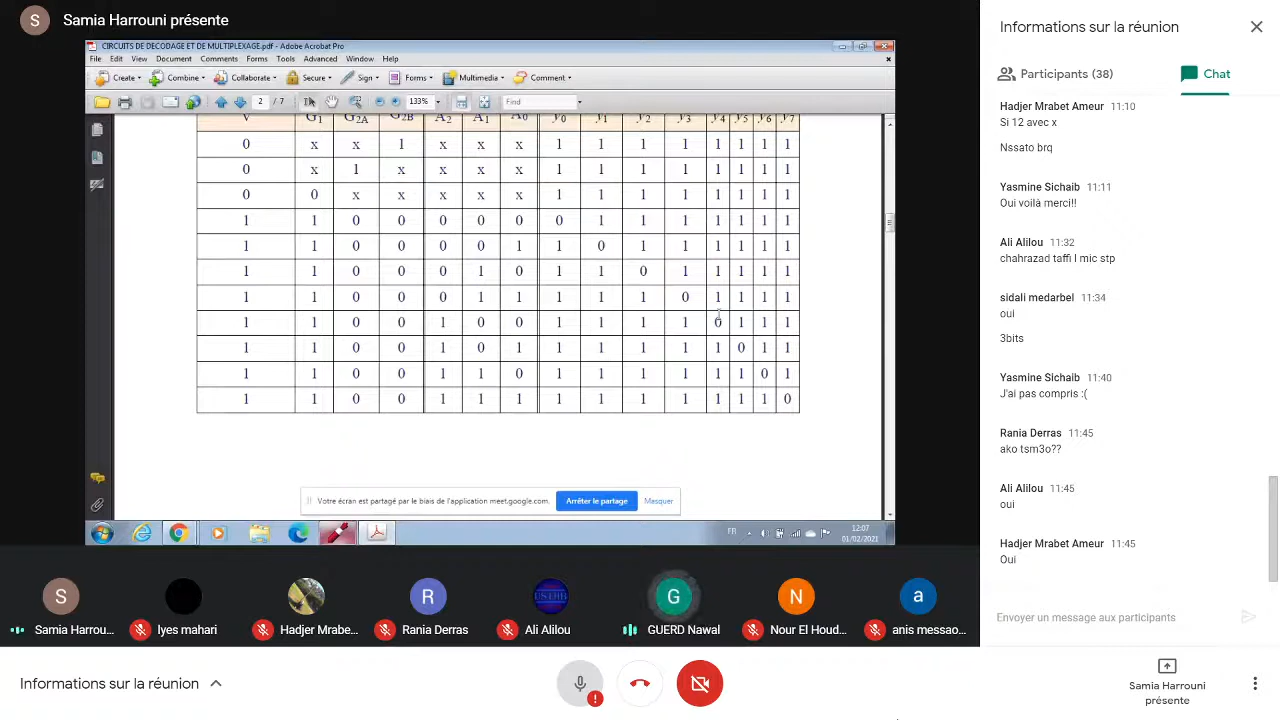 S Samia Harrouni présente
CIRCUITS DE DECODAGE ET DE MULTIPLEXAGE.pdf - Adobe Acrobat Pro
File Edit View Document Comments Forms Tools Advanced Window Help
Create Combine Collaborate Secure Sign Forms Multimedia Comment
2 / 7 133% Find
V G1 G2A G2B A2 A1 A0 y0 y1 y2 y3 y4 y5 y6 y7
0 x x 1 x x x 1 1 1 1 1 1 1 1
0 x 1 x x x x 1 1 1 1 1 1 1 1
0 0 x x x x x 1 1 1 1 1 1 1 1
1 1 0 0 0 0 0 0 1 1 1 1 1 1 1
1 1 0 0 0 0 1 1 0 1 1 1 1 1 1
1 1 0 0 0 1 0 1 1 0 1 1 1 1 1
1 1 0 0 0 1 1 1 1 1 0 1 1 1 1
1 1 0 0 1 0 0 1 1 1 1 0 1 1 1
1 1 0 0 1 0 1 1 1 1 1 1 0 1 1
1 1 0 0 1 1 0 1 1 1 1 1 1 0 1
1 1 0 0 1 1 1 1 1 1 1 1 1 1 0
Votre écran est partagé par le biais de l'application meet.google.com. Arrêter le partage Masquer
FR 12:07
01/02/2021
S G R N a
USTHB
Samia Harrou... lyes mahari Hadjer Mrabe... Rania Derras Ali Alilou GUERD Nawal Nour El Houd... anis messao...
Informations sur la réunion
Informations sur la réunion
Participants (38) Chat
Hadjer Mrabet Ameur 11:10
Si 12 avec x
Nssato brq
Yasmine Sichaib 11:11
Oui voilà merci!!
Ali Alilou 11:32
chahrazad taffi l mic stp
sidali medarbel 11:34
oui
3bits
Yasmine Sichaib 11:40
J'ai pas compris :(
Rania Derras 11:45
ako tsm3o??
Ali Alilou 11:45
oui
Hadjer Mrabet Ameur 11:45
Oui
Envoyer un message aux participants
Samia Harrouni
présente